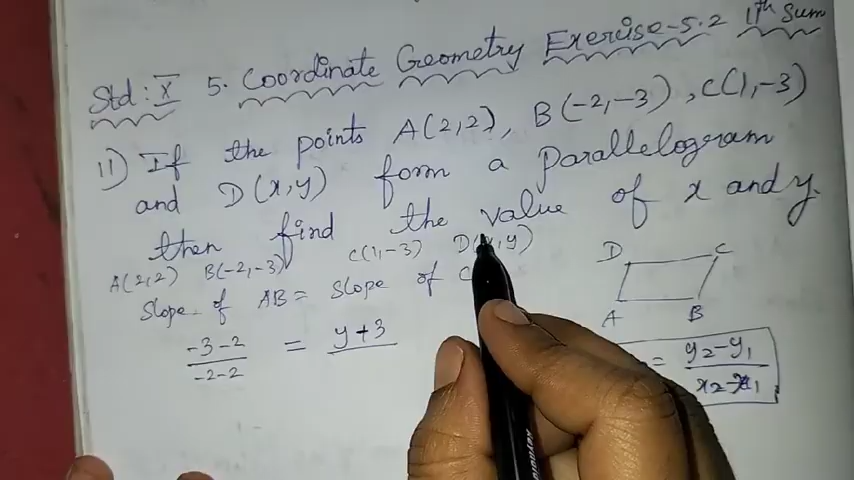 Std: X 5. Coordinate Geometry Exercise-5.2 11th Sum
11) If the points A(2,2), B(-2,-3), C(1,-3)
and D(x,y) form a parallelogram
then find the value of x and y.
A(2,2) B(-2,-3) C(1,-3) D(x,y)
Slope of AB = Slope of C
-3-2 / -2-2 = y+3
D C
A B
= y2-y1 / x2-x1